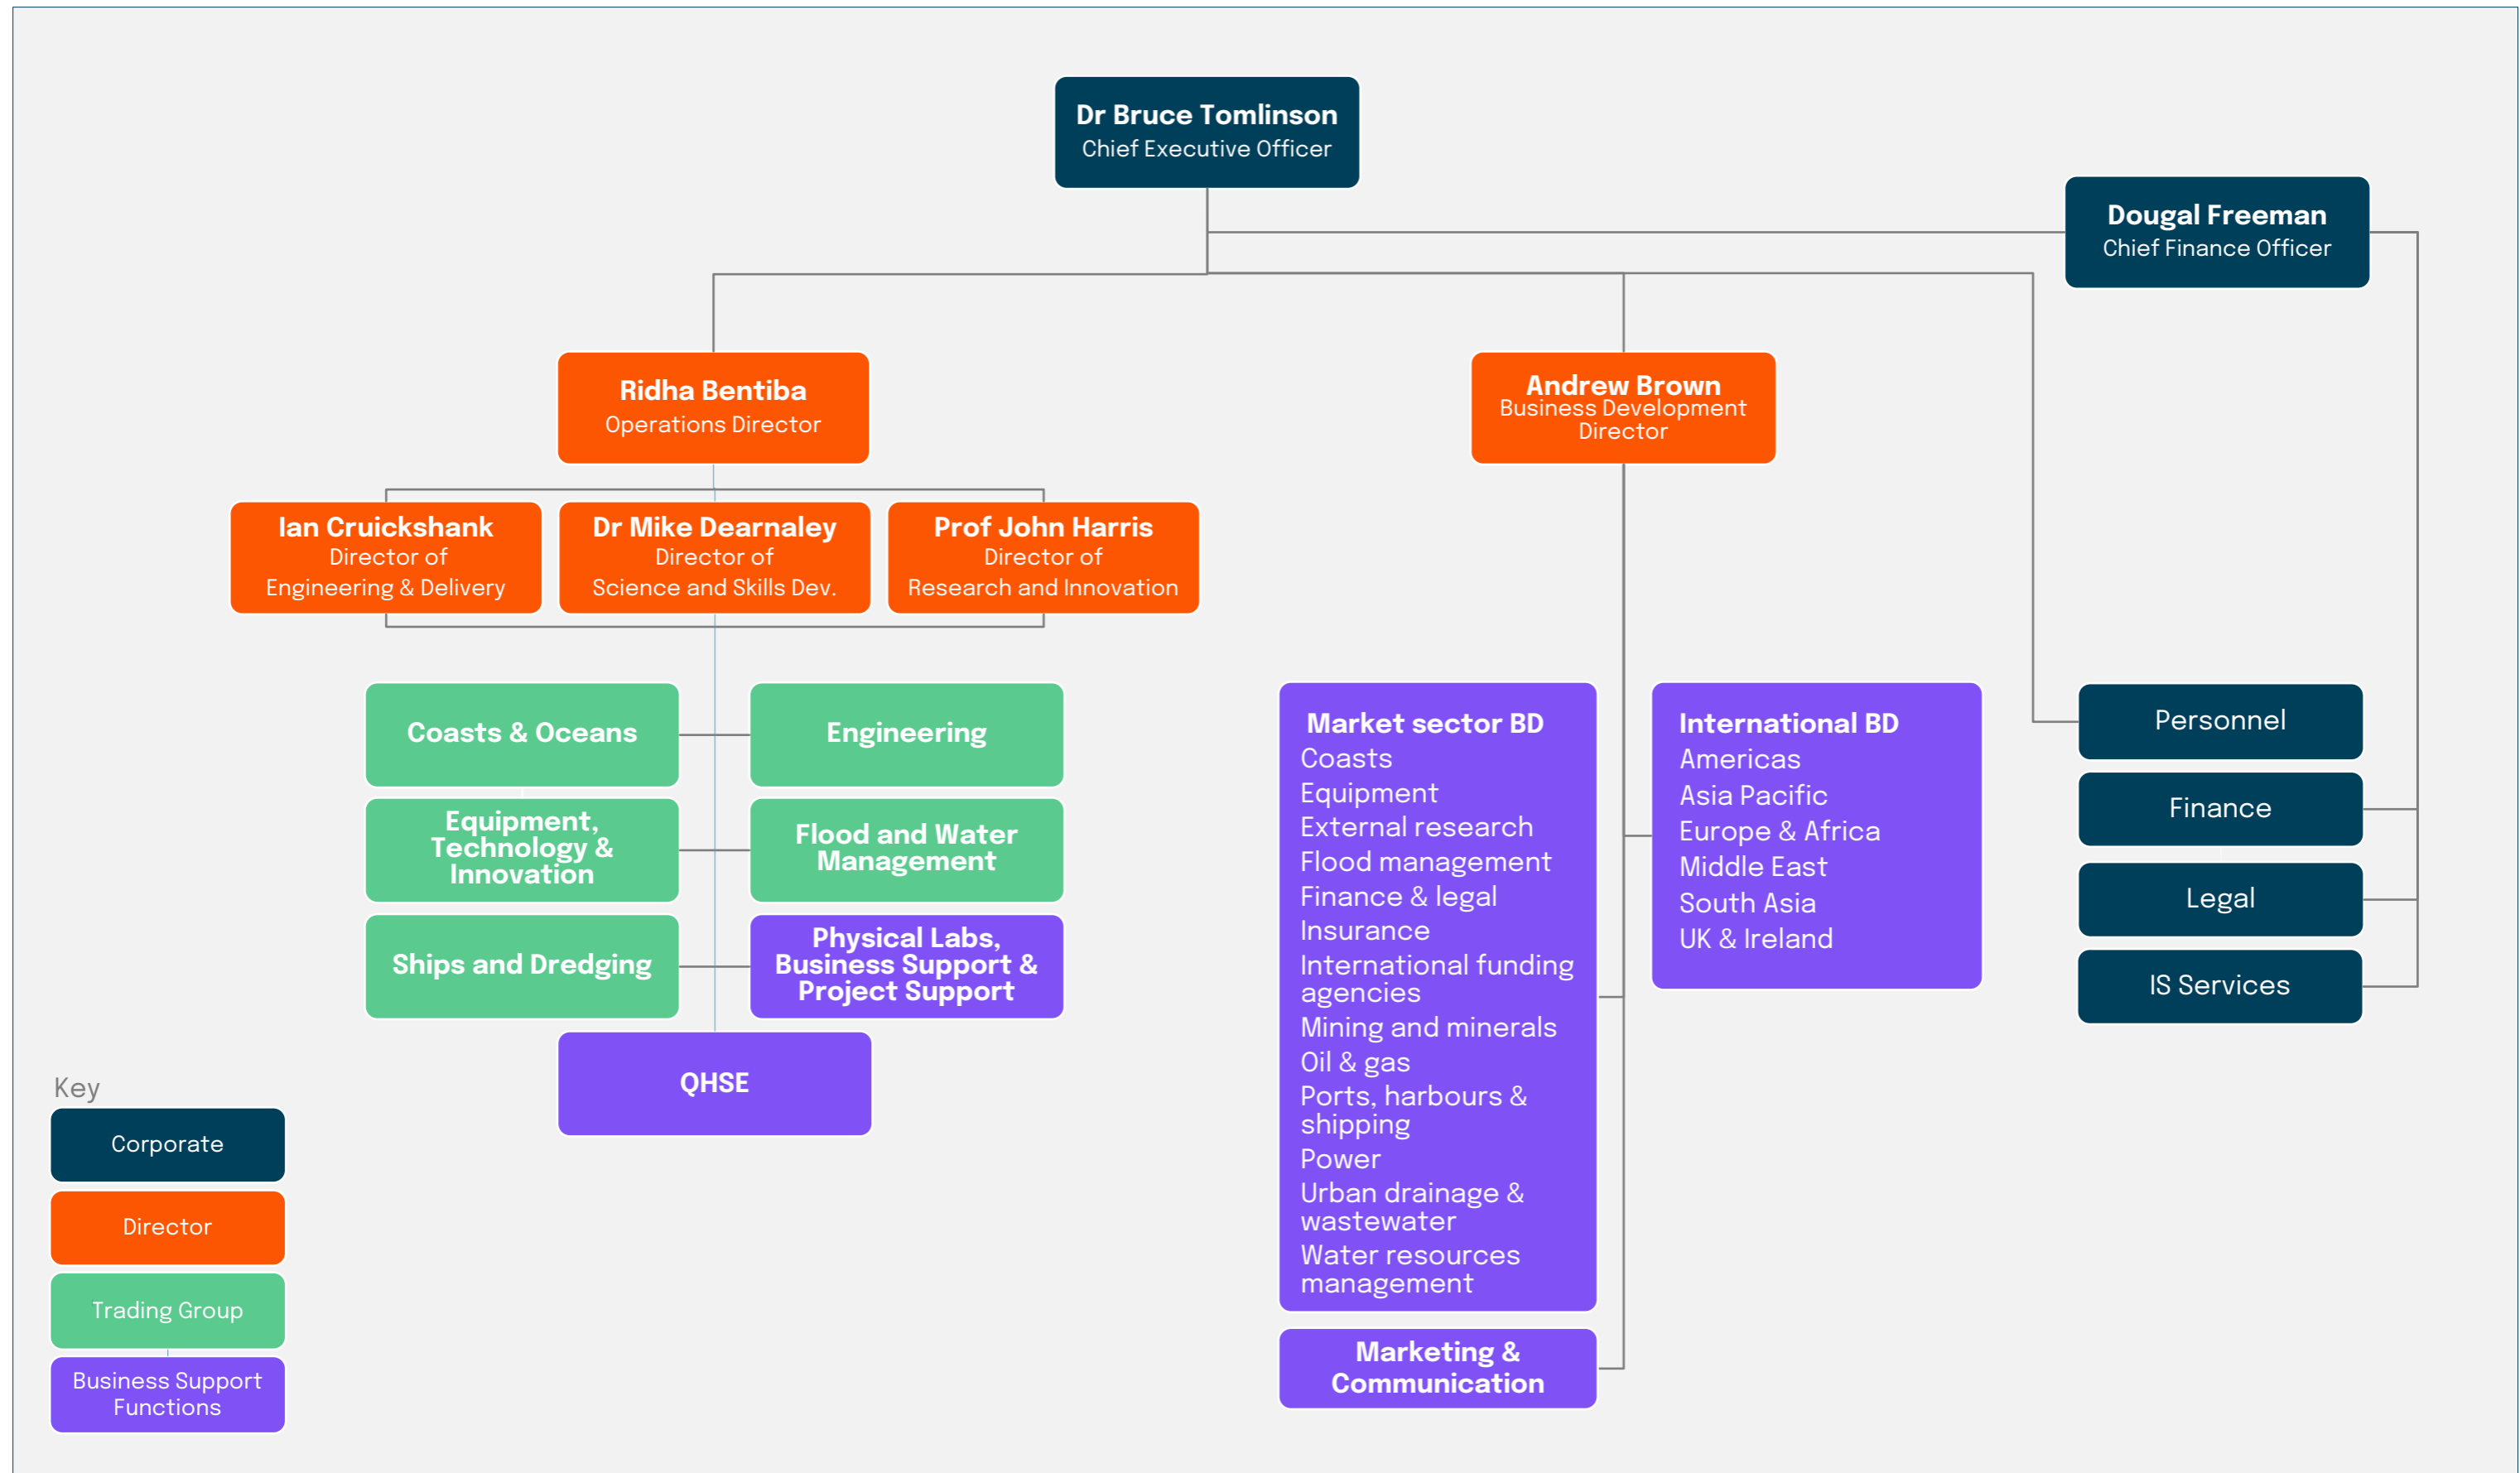 Dr Bruce Tomlinson
Chief Executive Officer
Dougal Freeman
Chief Finance Officer
Ridha Bentiba
Operations Director
Andrew Brown
Business Development
Director
Ian Cruickshank
Director of
Engineering & Delivery
Dr Mike Dearnaley
Director of
Science and Skills Dev.
Prof John Harris
Director of
Research and Innovation
Coasts & Oceans
Engineering
Equipment,
Technology &
Innovation
Flood and Water
Management
Ships and Dredging
Physical Labs,
Business Support &
Project Support
QHSE
Market sector BD
Coasts
Equipment
External research
Flood management
Finance & legal
Insurance
International funding
agencies
Mining and minerals
Oil & gas
Ports, harbours &
shipping
Power
Urban drainage &
wastewater
Water resources
management
Marketing &
Communication
International BD
Americas
Asia Pacific
Europe & Africa
Middle East
South Asia
UK & Ireland
Personnel
Finance
Legal
IS Services
Key
Corporate
Director
Trading Group
Business Support
Functions